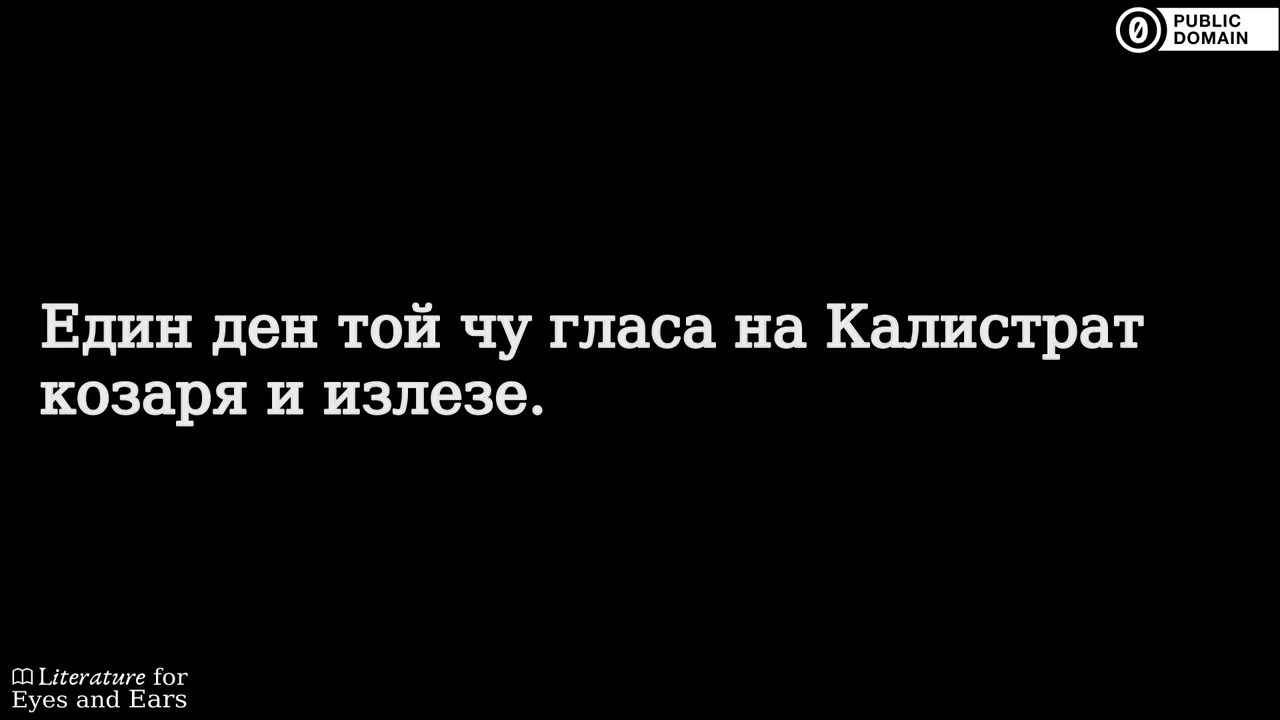 PUBLIC
DOMAIN
Един ден той чу гласа на Калистрат
козаря и излезе.
Literature for
Eyes and Ears